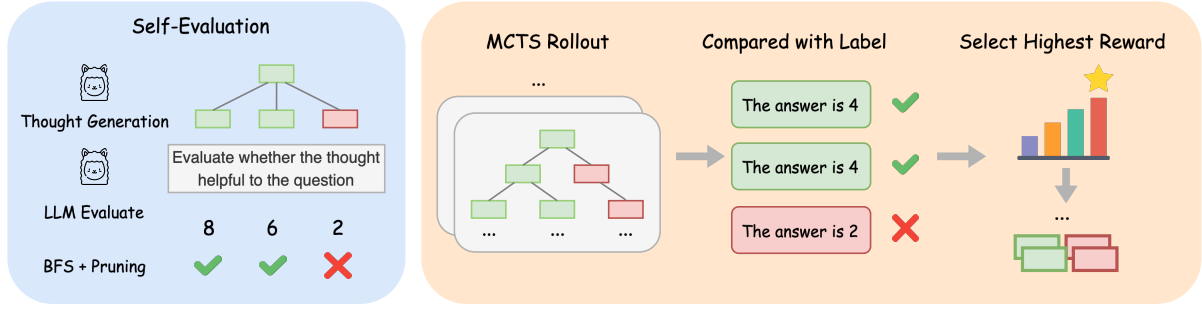 Self-Evaluation
Thought Generation
Evaluate whether the thought
helpful to the question
LLM Evaluate
8 6 2
BFS + Pruning
MCTS Rollout
...
... ... ...
Compared with Label
The answer is 4
The answer is 4
The answer is 2
Select Highest Reward
...